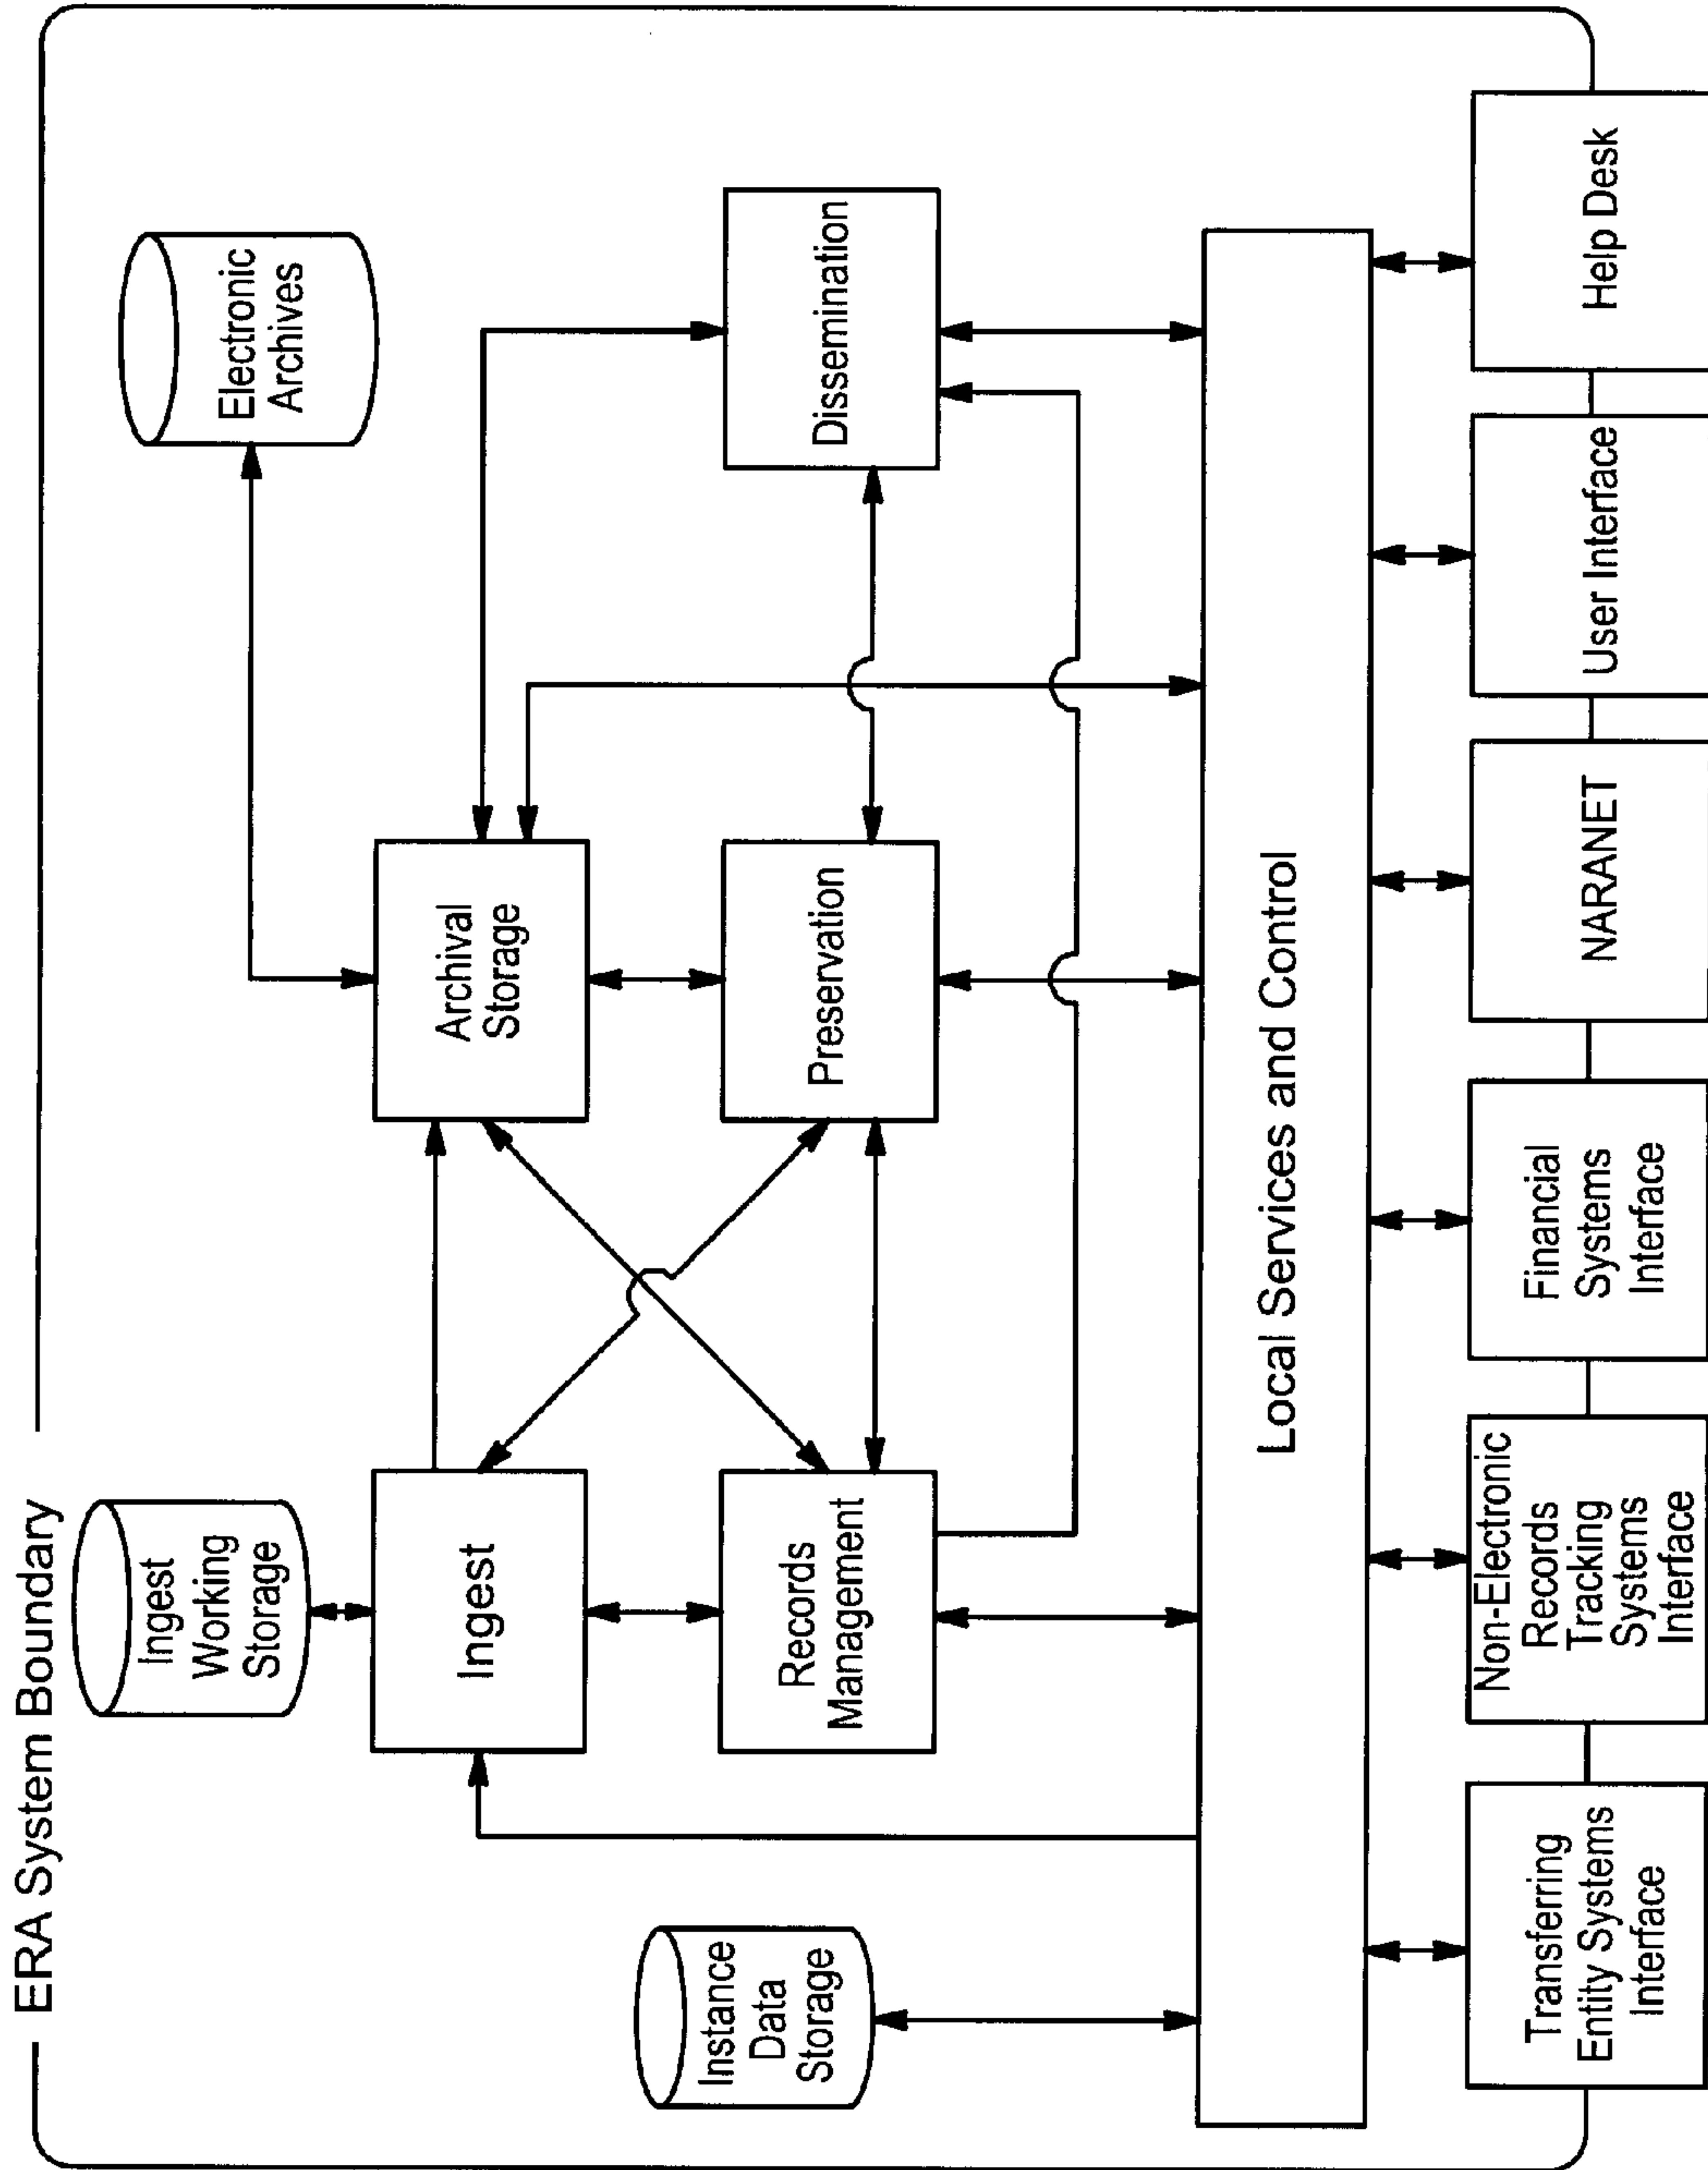 ERA System Boundary
Ingest
Working
Storage
Electronic
Archives
Ingest
Archival
Storage
Instance
Data
Storage
Records
Management
Preservation
Dissemination
Local Services and Control
Transferring
Entity Systems
Interface
Non-Electronic
Records
Tracking
Systems
Interface
Financial
Systems
Interface
NARANET
User Interface
Help Desk